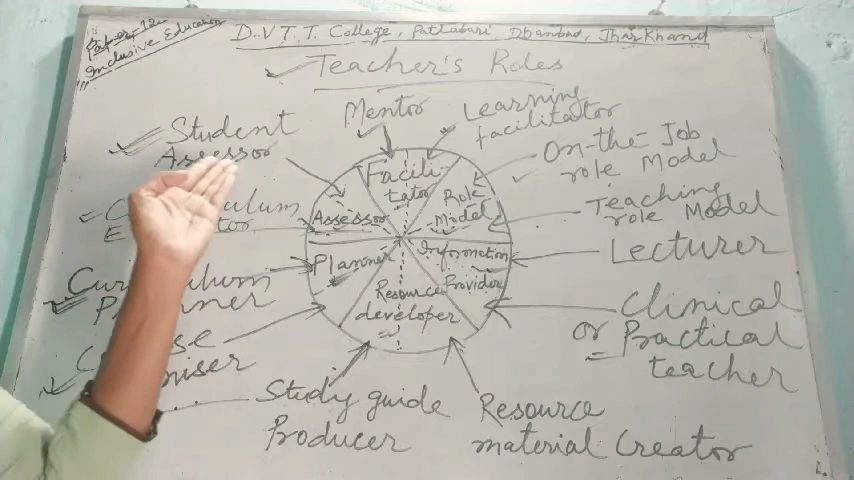 Paper 12
Inclusive Education
D.V.T.T. College, Pathaburi Dhanbad, Jharkhand
Teacher's Roles
Mentor
Learning
facilitator
Student
Assessor
On-the-Job
role Model
Teaching
role Model
Lecturer
Clinical
or Practical
teacher
Resource
material Creator
Study guide
Producer
Facili-
tator
Role
Model
Information
Provider
Resource
developer
Planner
Assessor